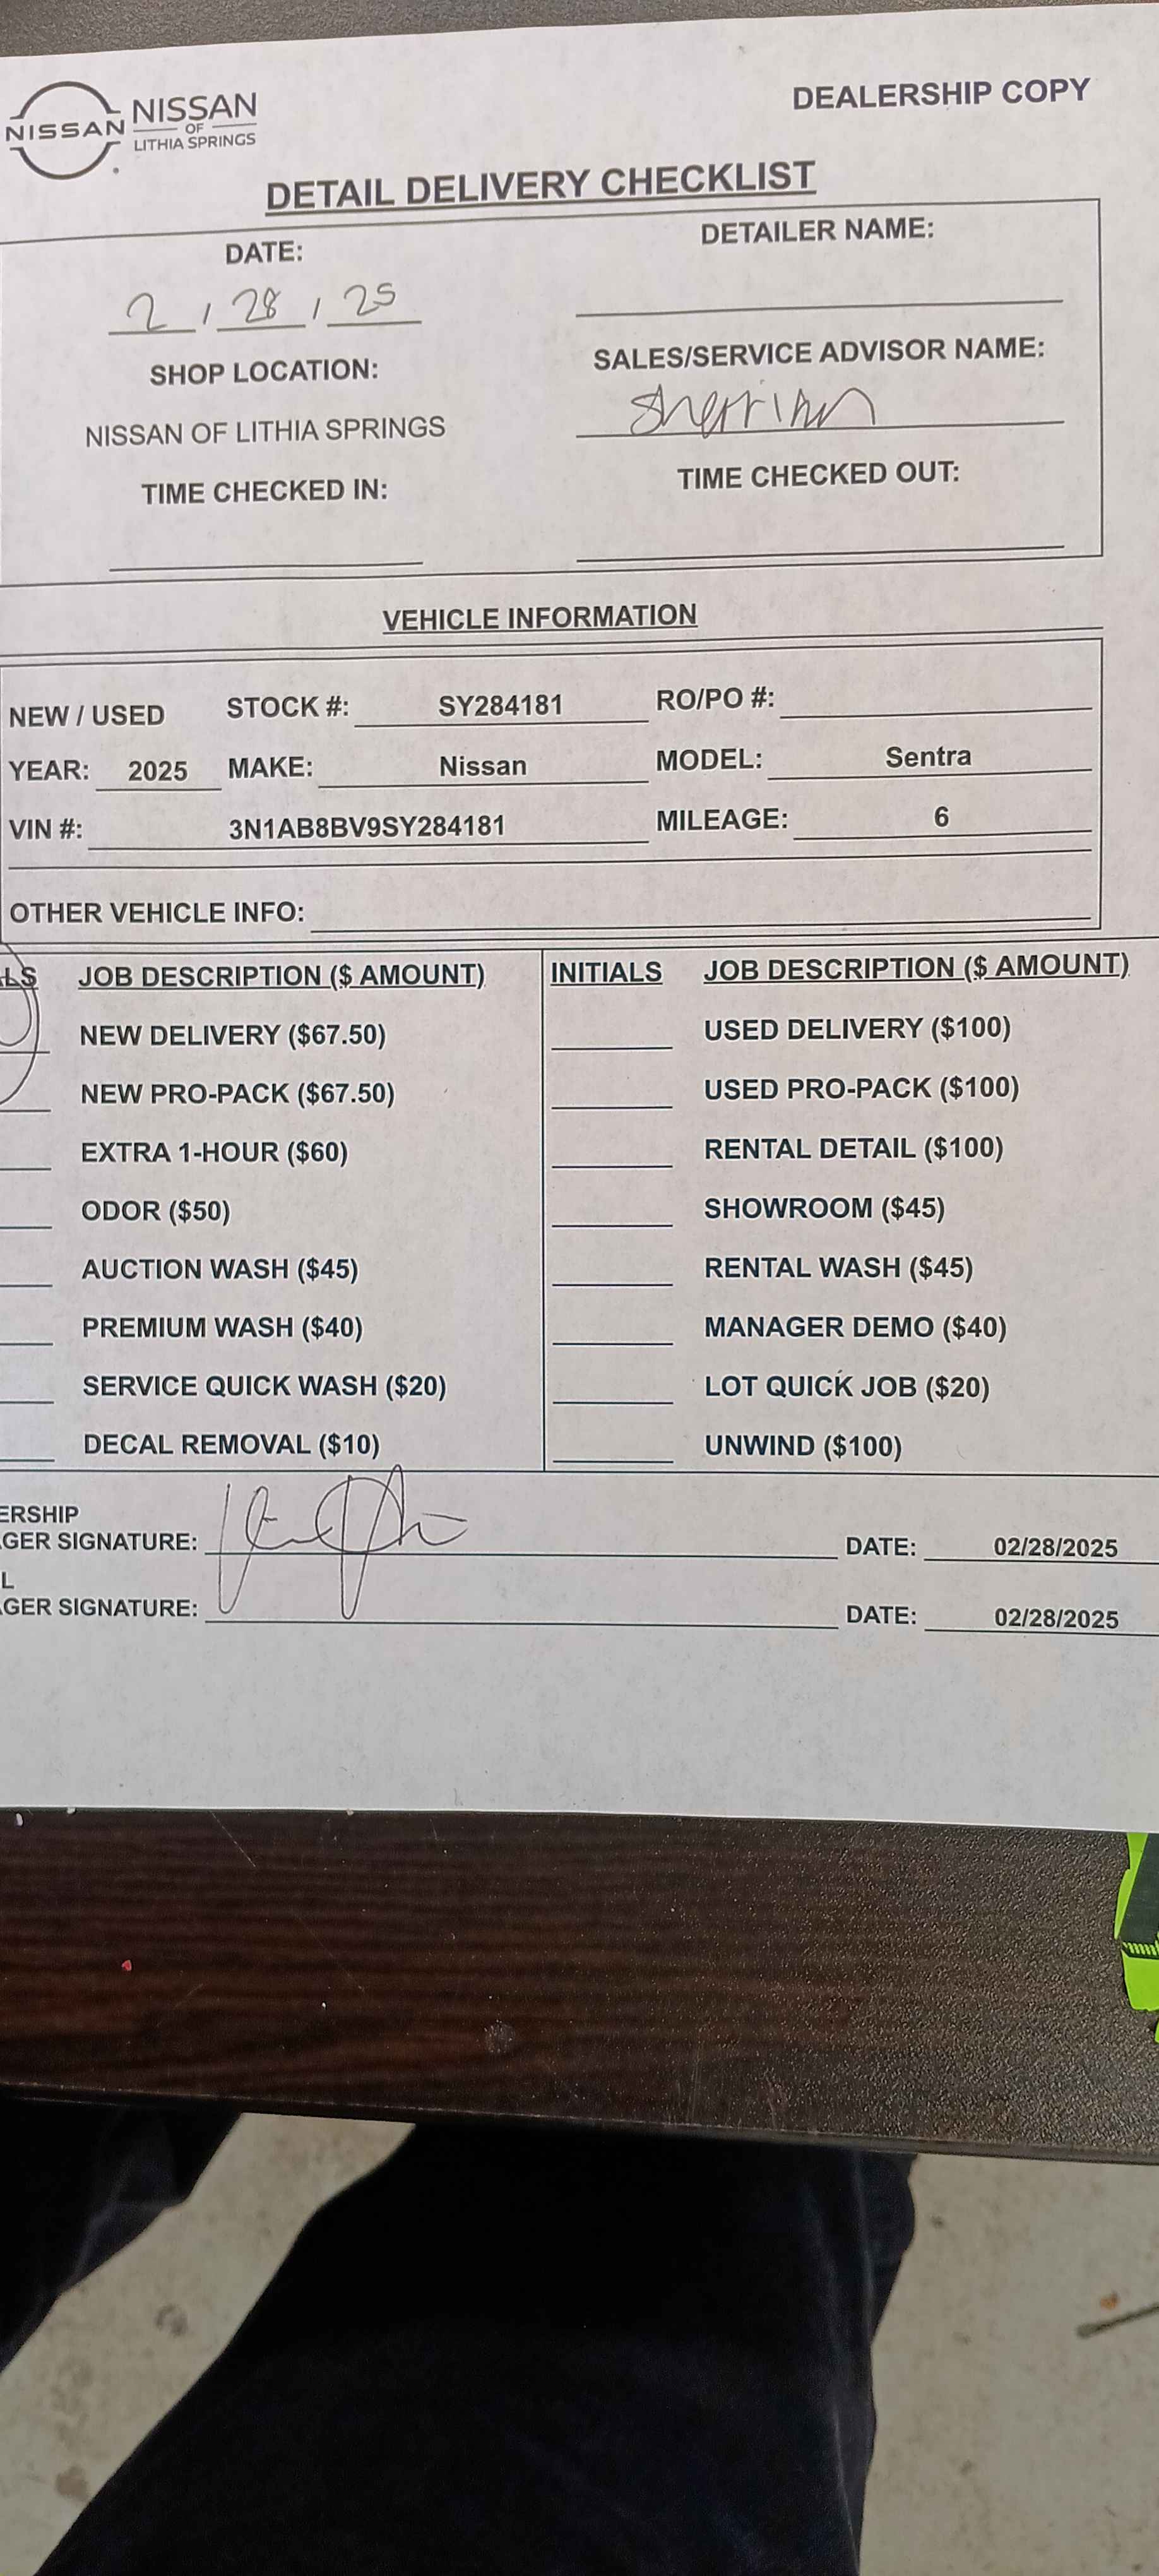 NISSAN NISSAN
OF
LITHIA SPRINGS
DEALERSHIP COPY
DETAIL DELIVERY CHECKLIST
DATE: DETAILER NAME:
2 / 28 / 25
SHOP LOCATION: SALES/SERVICE ADVISOR NAME:
NISSAN OF LITHIA SPRINGS
TIME CHECKED IN: TIME CHECKED OUT:
VEHICLE INFORMATION
NEW / USED STOCK #: SY284181 RO/PO #:
YEAR: 2025 MAKE: Nissan MODEL: Sentra
VIN #: 3N1AB8BV9SY284181 MILEAGE: 6
OTHER VEHICLE INFO:
LS JOB DESCRIPTION ($ AMOUNT) INITIALS JOB DESCRIPTION ($ AMOUNT)
NEW DELIVERY ($67.50) USED DELIVERY ($100)
NEW PRO-PACK ($67.50) USED PRO-PACK ($100)
EXTRA 1-HOUR ($60) RENTAL DETAIL ($100)
ODOR ($50) SHOWROOM ($45)
AUCTION WASH ($45) RENTAL WASH ($45)
PREMIUM WASH ($40) MANAGER DEMO ($40)
SERVICE QUICK WASH ($20) LOT QUICK JOB ($20)
DECAL REMOVAL ($10) UNWIND ($100)
ERSHIP
GER SIGNATURE: DATE: 02/28/2025
L
GER SIGNATURE: DATE: 02/28/2025